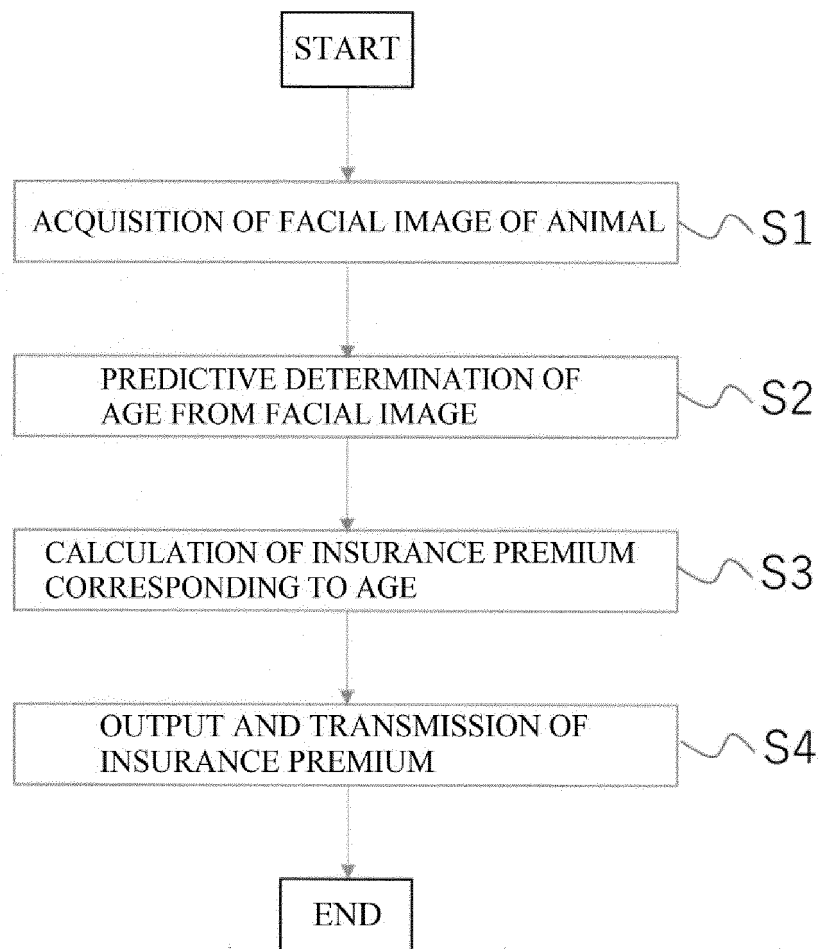 START
ACQUISITION OF FACIAL IMAGE OF ANIMAL
S1
PREDICTIVE DETERMINATION OF
AGE FROM FACIAL IMAGE
S2
CALCULATION OF INSURANCE PREMIUM
CORRESPONDING TO AGE
S3
OUTPUT AND TRANSMISSION OF
INSURANCE PREMIUM
S4
END